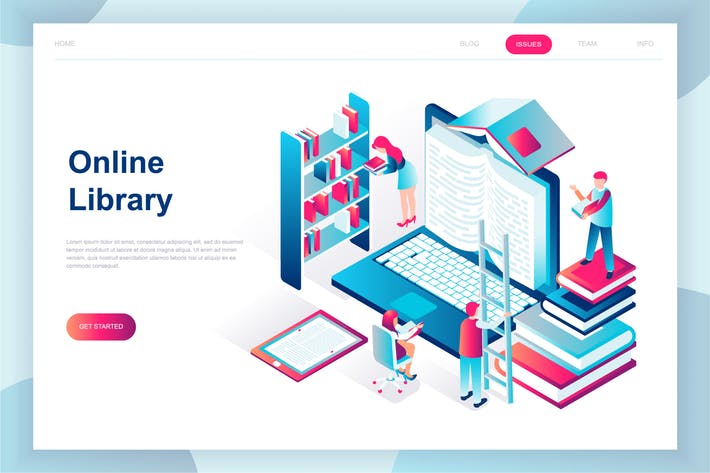 HOME BLOG ISSUES TEAM INFO
Online
Library
Lorem ipsum dolor sit amet, consectetur adipiscing elit,
sed do eiusmod tempor incididunt ut labore et dolore
magna aliqua. Ut enim ad minim veniam, quis nostrud
exercitation ullamco laboris nisi ut aliquip ex ea commodo
consequat.
GET STARTED